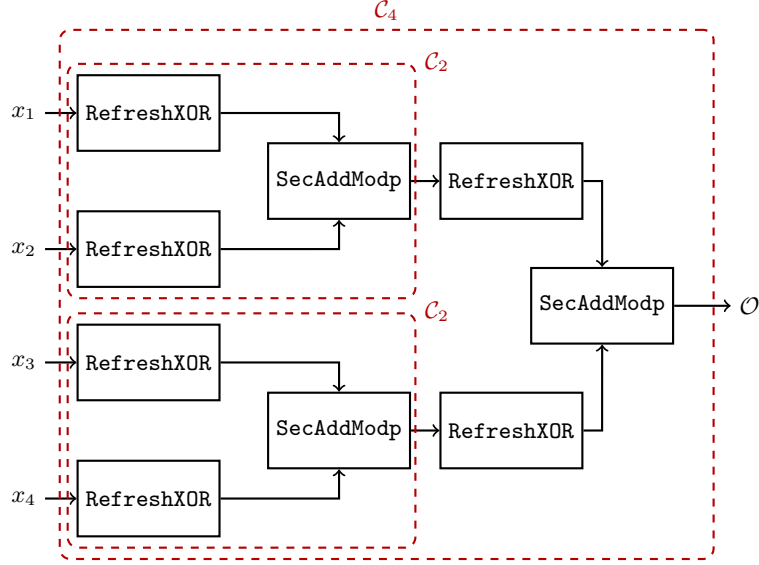 𝒞₄
𝒞₂
x₁
RefreshXOR
SecAddModp
RefreshXOR
x₂
RefreshXOR
SecAddModp
𝒪
𝒞₂
x₃
RefreshXOR
SecAddModp
RefreshXOR
x₄
RefreshXOR